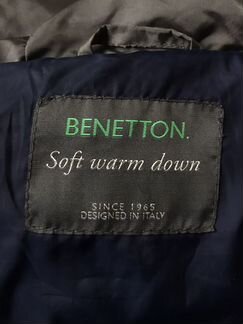 BENETTON.
Soft warm down
SINCE 1965
DESIGNED IN ITALY